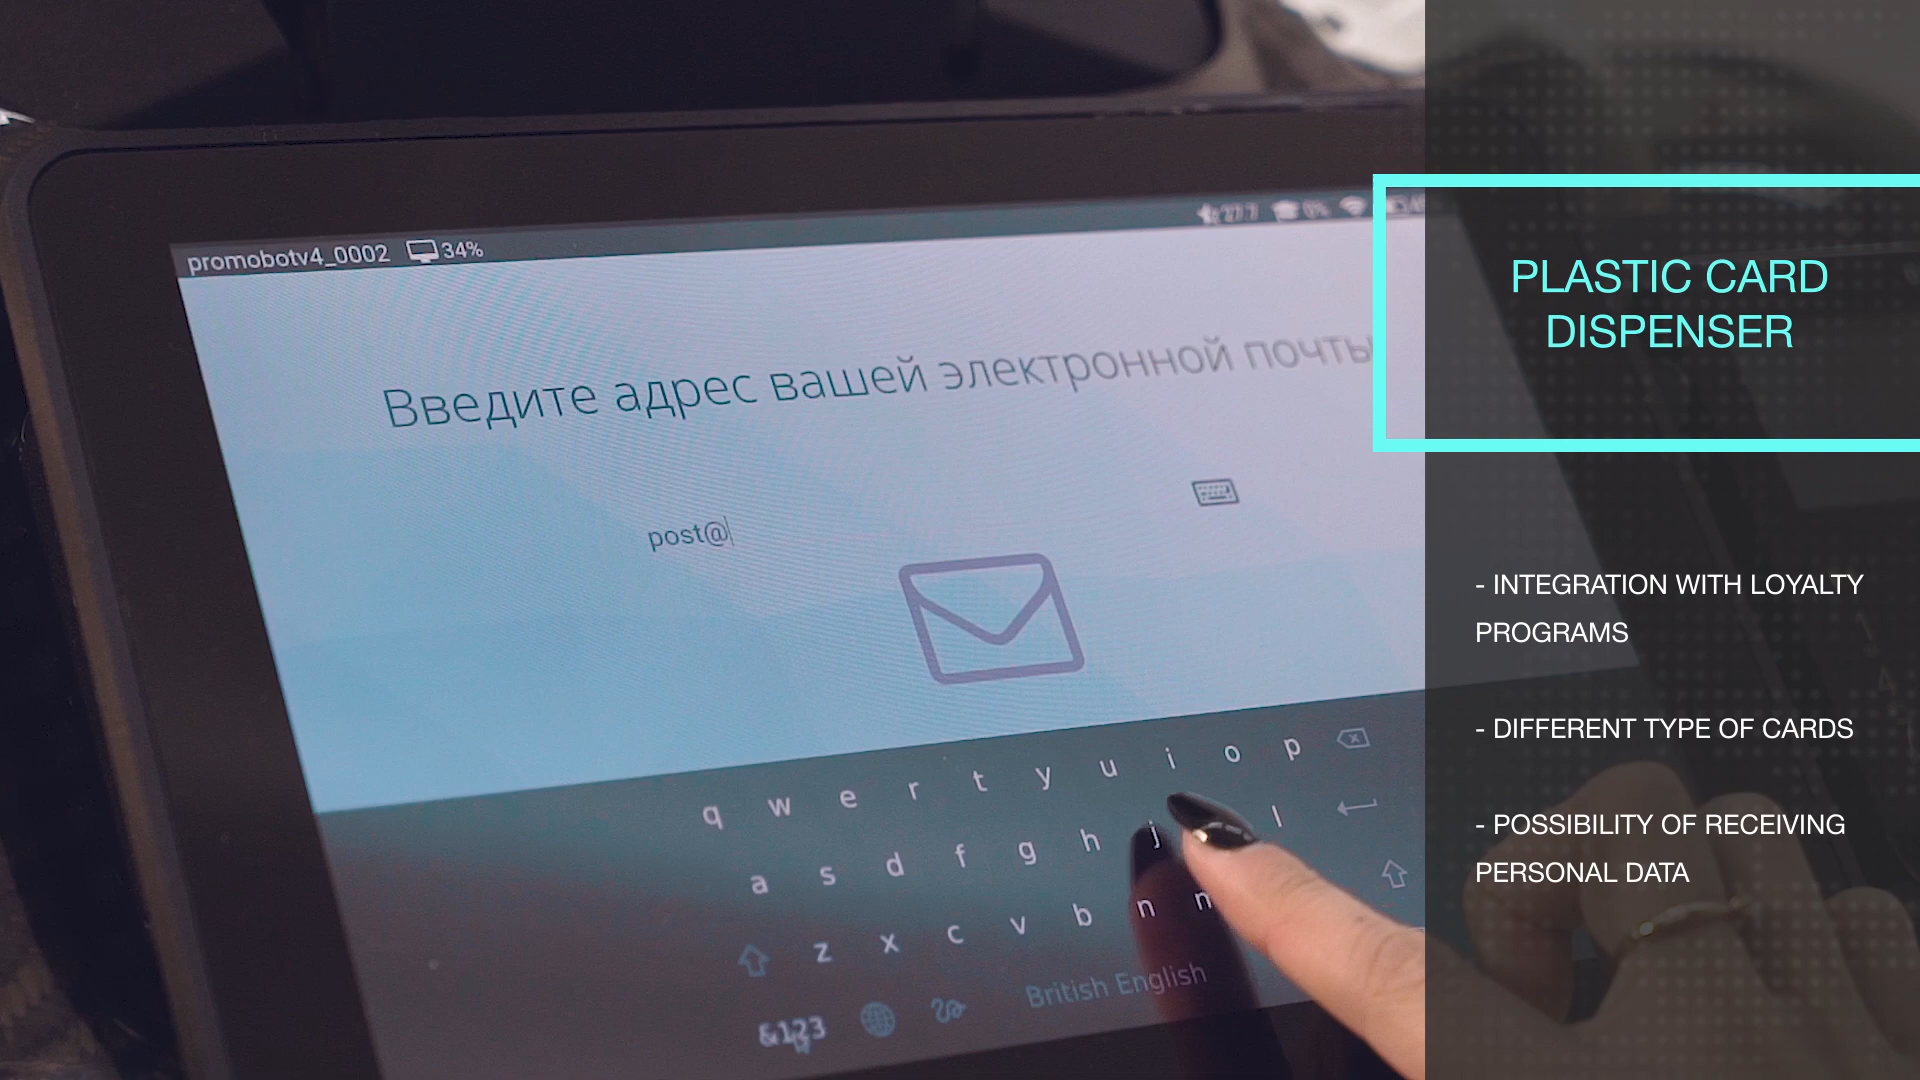 promobotv4_0002 34%
Введите адрес вашей электронной почты
post@
q w e r t y u i o p
a s d f g h j l
z x c v b n m
&123 British English
PLASTIC CARD
DISPENSER
- INTEGRATION WITH LOYALTY
PROGRAMS
- DIFFERENT TYPE OF CARDS
- POSSIBILITY OF RECEIVING
PERSONAL DATA